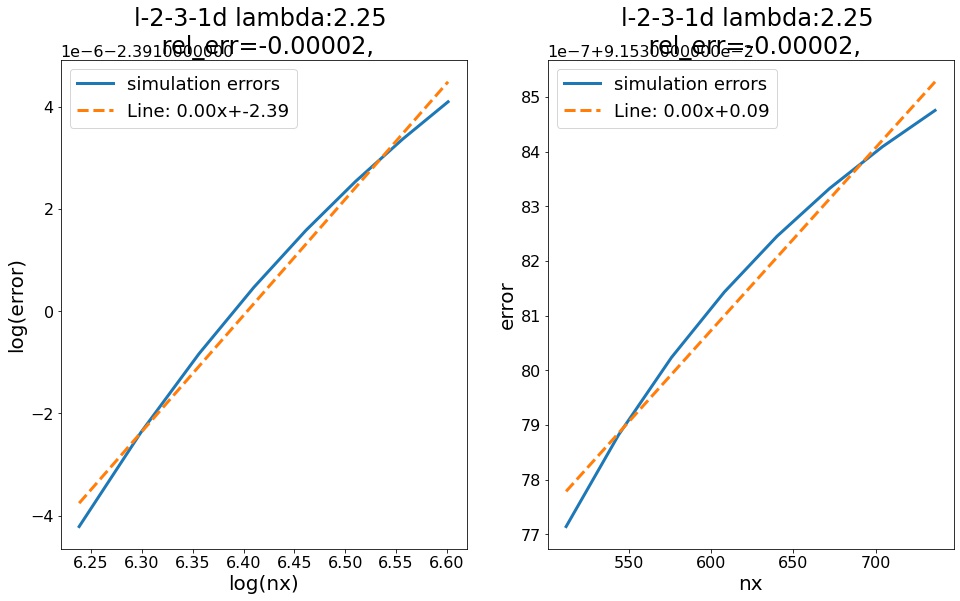 l-2-3-1d lambda:2.25
rel_err=-0.00002,
1e−6−2.3910000000
simulation errors
Line: 0.00x+-2.39
log(error)
4
2
0
−2
−4
6.25 6.30 6.35 6.40 6.45 6.50 6.55 6.60
log(nx)
l-2-3-1d lambda:2.25
rel_err=-0.00002,
1e−7+9.1530000000e−2
simulation errors
Line: 0.00x+0.09
error
85
84
83
82
81
80
79
78
77
550 600 650 700
nx